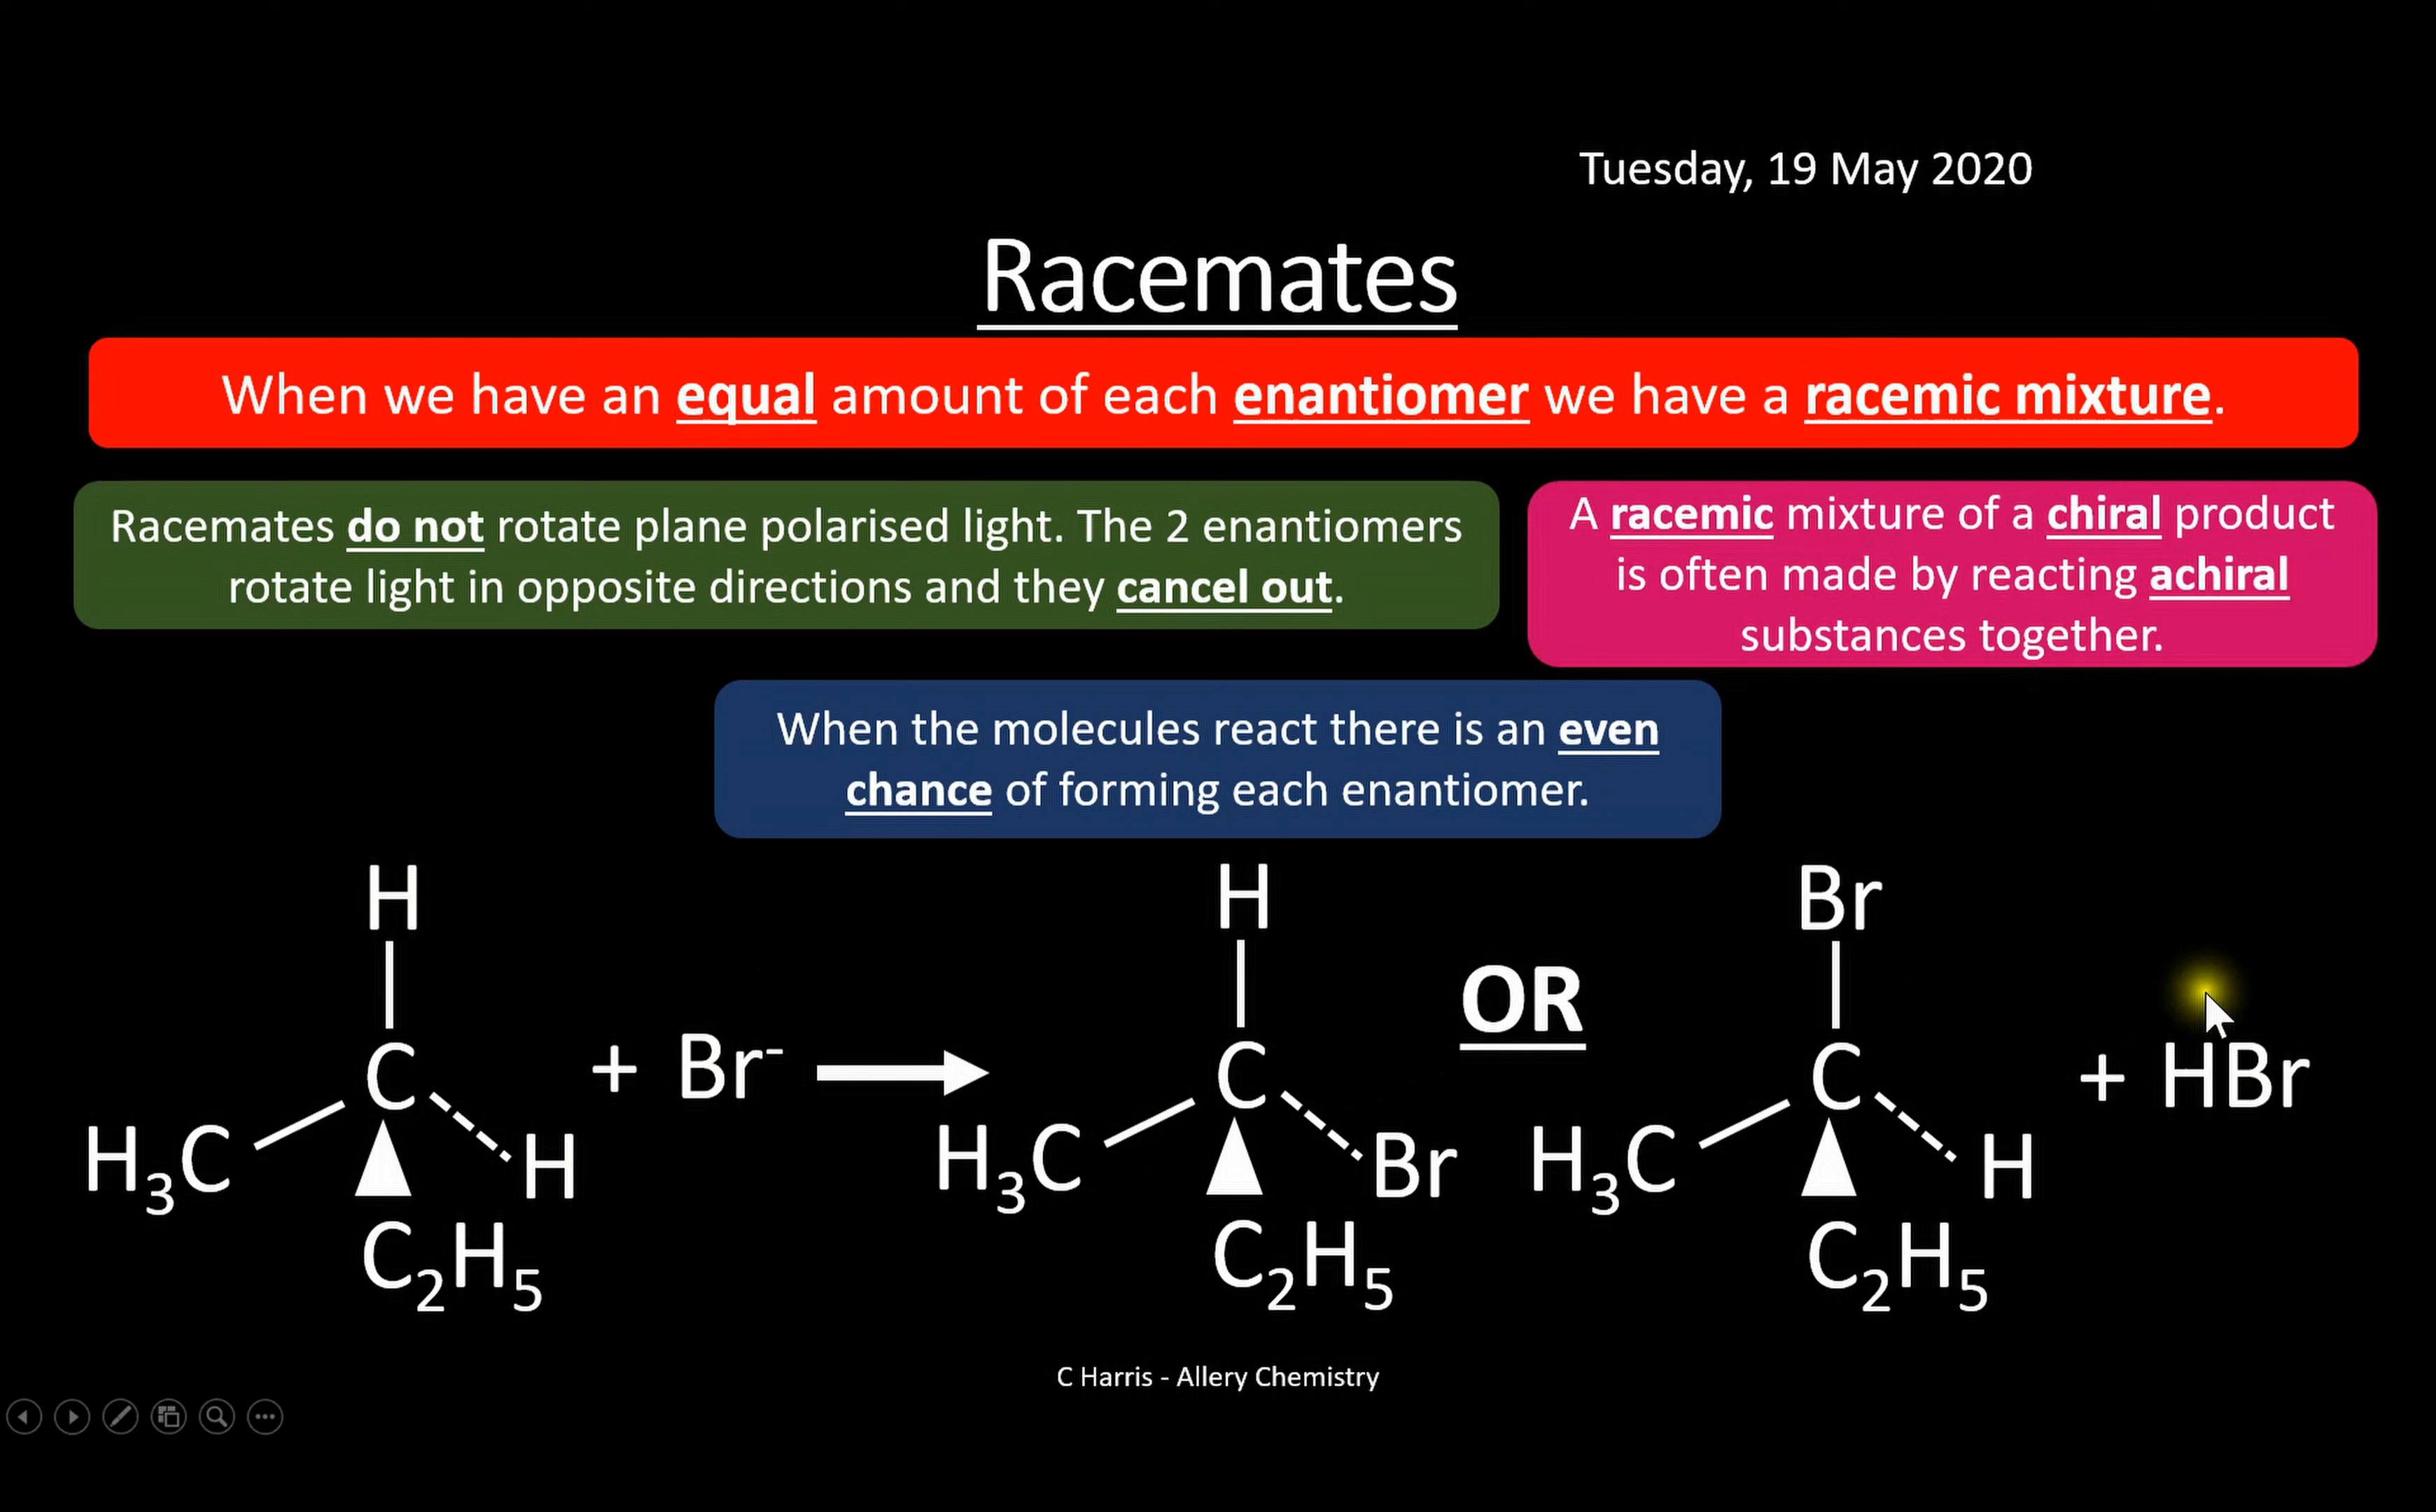 Tuesday, 19 May 2020
Racemates
When we have an equal amount of each enantiomer we have a racemic mixture.
Racemates do not rotate plane polarised light. The 2 enantiomers
rotate light in opposite directions and they cancel out.
A racemic mixture of a chiral product
is often made by reacting achiral
substances together.
When the molecules react there is an even
chance of forming each enantiomer.
H
C
H₃C
H
C₂H₅
+ Br⁻
H
C
H₃C
Br
C₂H₅
OR
Br
C
H₃C
H
C₂H₅
+ HBr
C Harris - Allery Chemistry